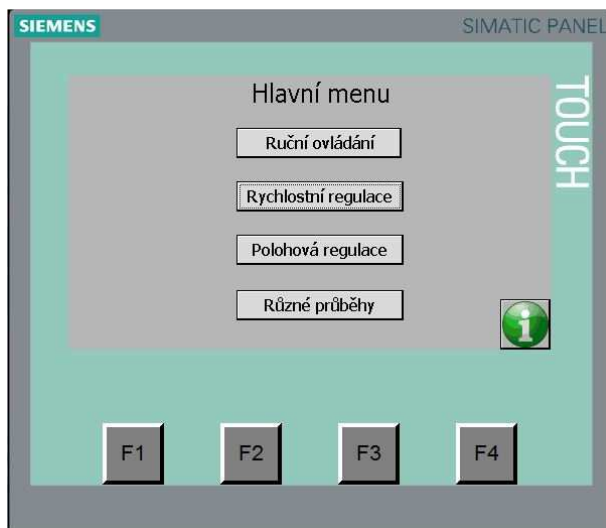 SIEMENS
SIMATIC PANEL
TOUCH
Hlavní menu
Ruční ovládání
Rychlostní regulace
Polohová regulace
Různé průběhy
F1
F2
F3
F4